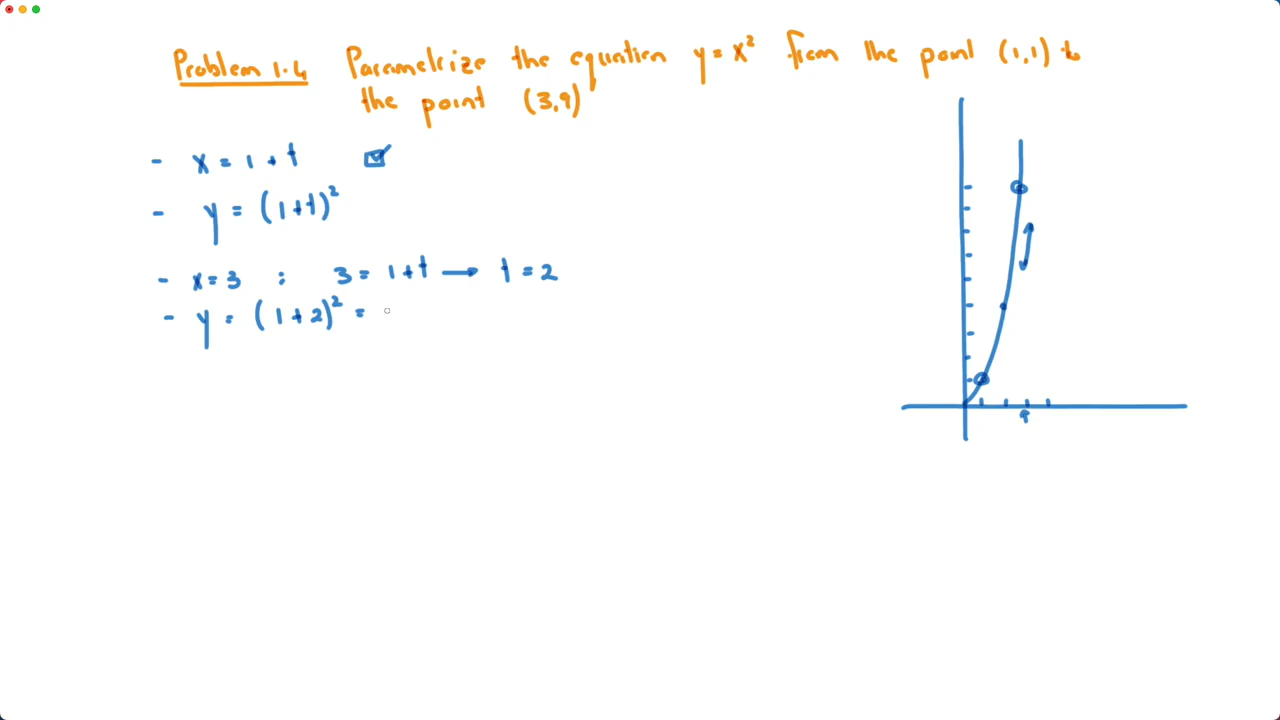 Problem 1.4 Parametrize the equation y = x² from the point (1,1) to
the point (3,9)
- x = 1 + t
- y = (1+t)²
- x = 3 : 3 = 1 + t → t = 2
- y = (1 + 2)² =